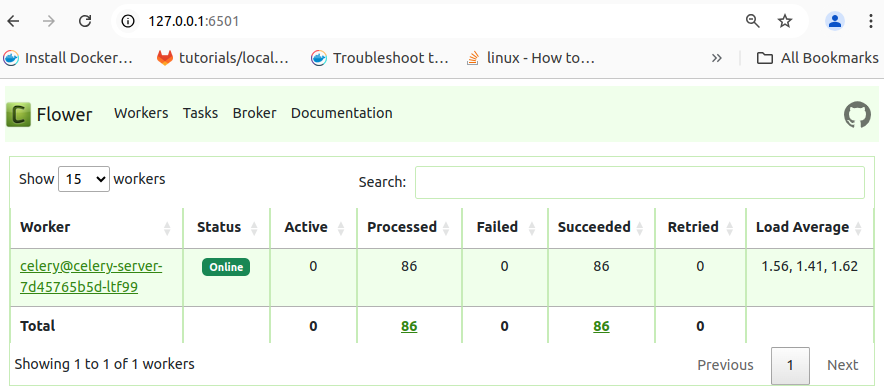 127.0.0.1:6501
Install Docker... tutorials/local... Troubleshoot t... linux - How to... » All Bookmarks
C Flower Workers Tasks Broker Documentation
Show 15 workers Search:
Worker Status Active Processed Failed Succeeded Retried Load Average
celery@celery-server- Online 0 86 0 86 0 1.56, 1.41, 1.62
7d45765b5d-ltf99
Total 0 86 0 86 0
Showing 1 to 1 of 1 workers Previous 1 Next